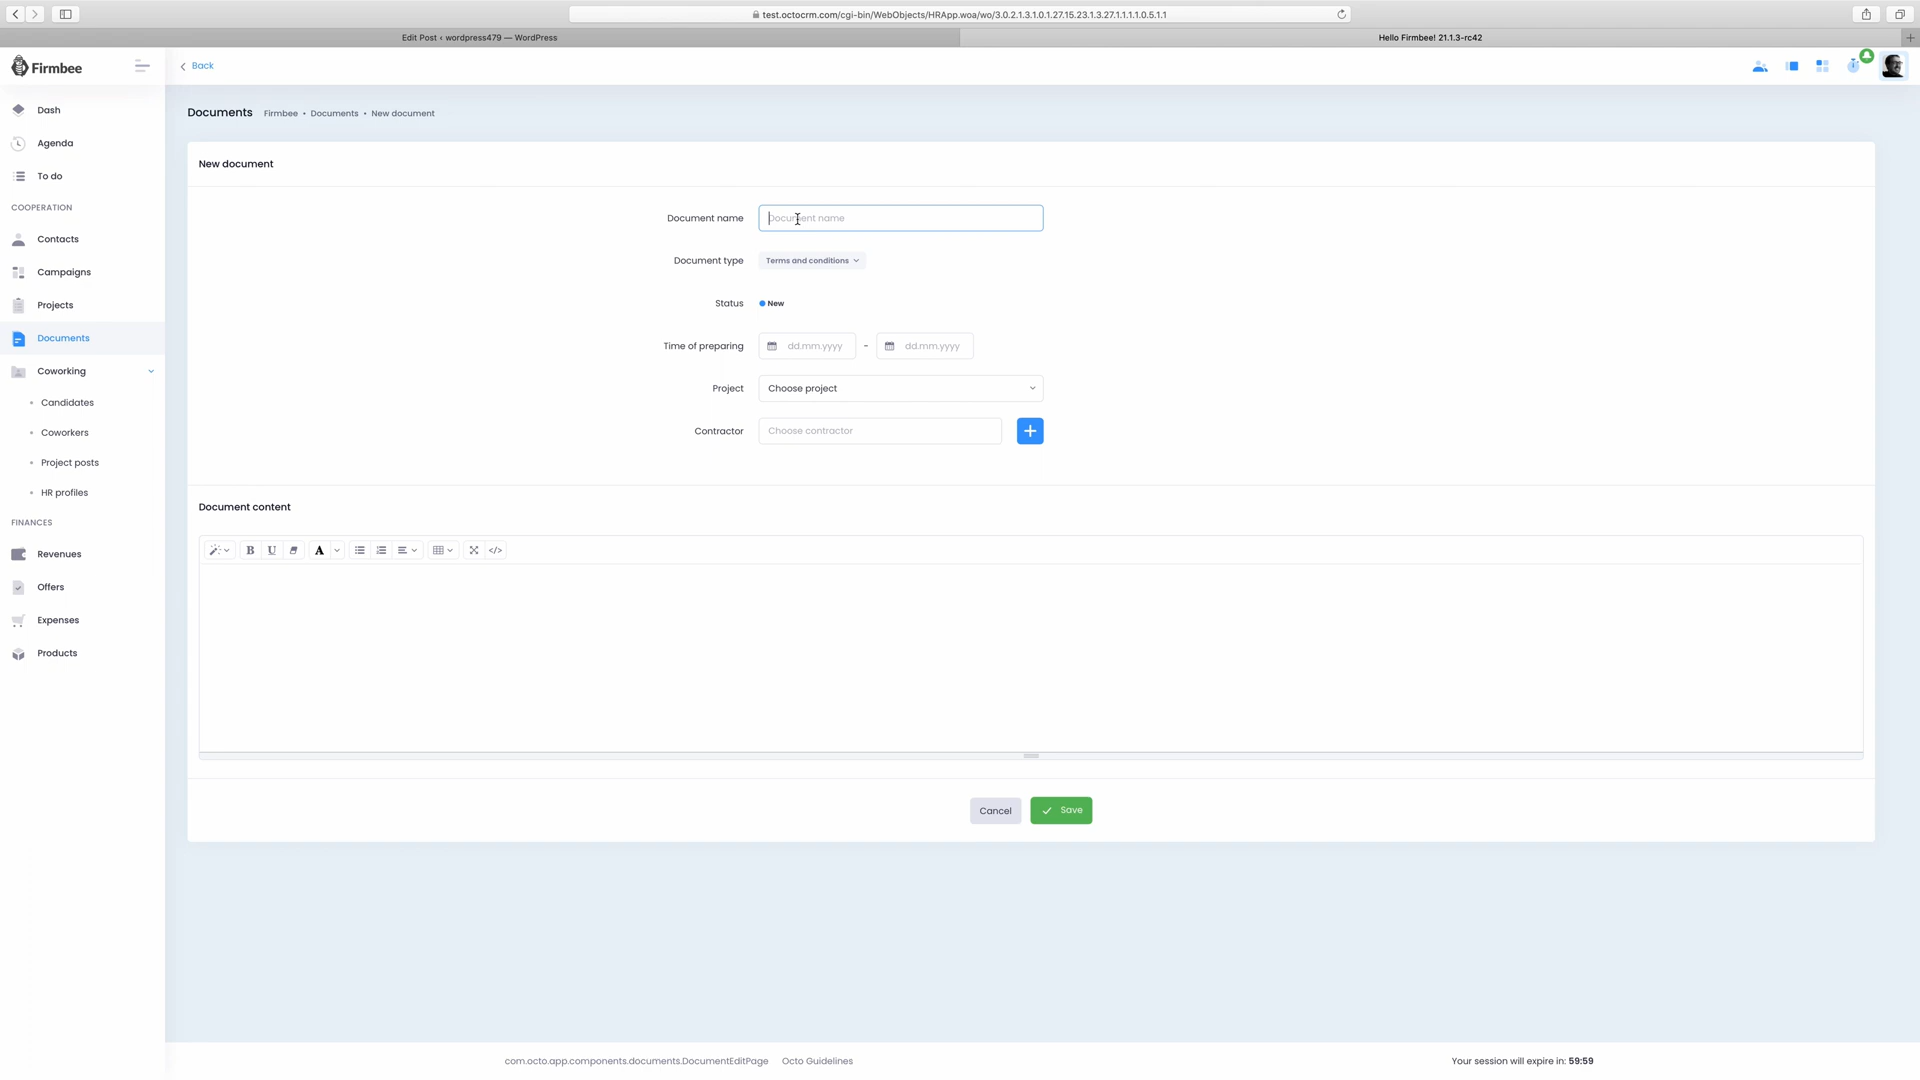 test.octocrm.com/cgi-bin/WebObjects/HRApp.woa/wo/3.0.2.1.3.1.0.1.27.15.23.1.3.27.1.1.1.1.0.5.1.1
Edit Post ‹ wordpress479 — WordPress
Hello Firmbee! 21.1.3-rc42
Firmbee
Back
Dash
Agenda
To do
COOPERATION
Contacts
Campaigns
Projects
Documents
Coworking
Candidates
Coworkers
Project posts
HR profiles
FINANCES
Revenues
Offers
Expenses
Products
Documents Firmbee • Documents • New document
New document
Document name Document name
Document type Terms and conditions
Status New
Time of preparing dd.mm.yyyy - dd.mm.yyyy
Project Choose project
Contractor Choose contractor +
Document content
B U A </>
Cancel Save
com.octo.app.components.documents.DocumentEditPage Octo Guidelines
Your session will expire in: 59:59